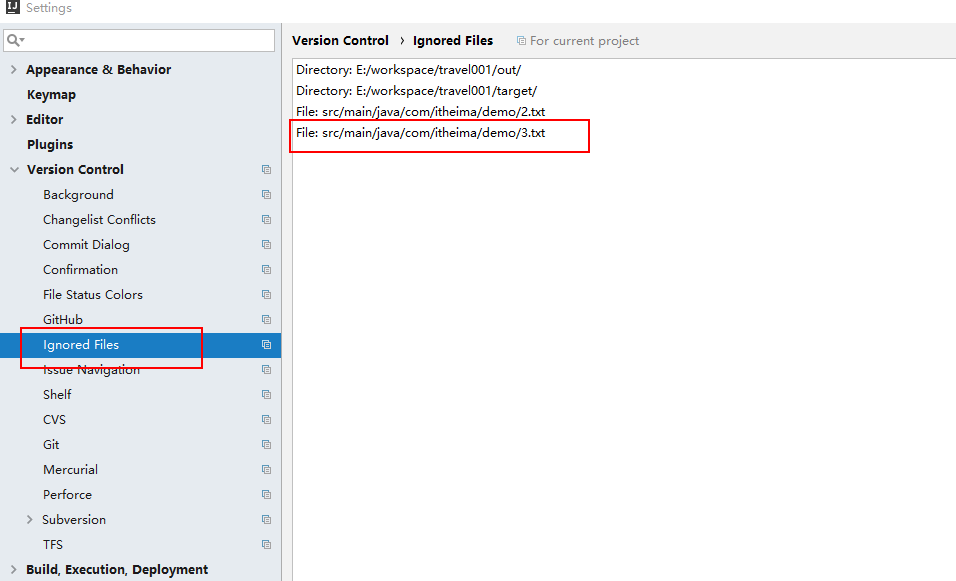 IJ Settings
Appearance & Behavior
Keymap
Editor
Plugins
Version Control
Background
Changelist Conflicts
Commit Dialog
Confirmation
File Status Colors
GitHub
Ignored Files
Issue Navigation
Shelf
CVS
Git
Mercurial
Perforce
Subversion
TFS
Build, Execution, Deployment
Version Control › Ignored Files For current project
Directory: E:/workspace/travel001/out/
Directory: E:/workspace/travel001/target/
File: src/main/java/com/itheima/demo/2.txt
File: src/main/java/com/itheima/demo/3.txt